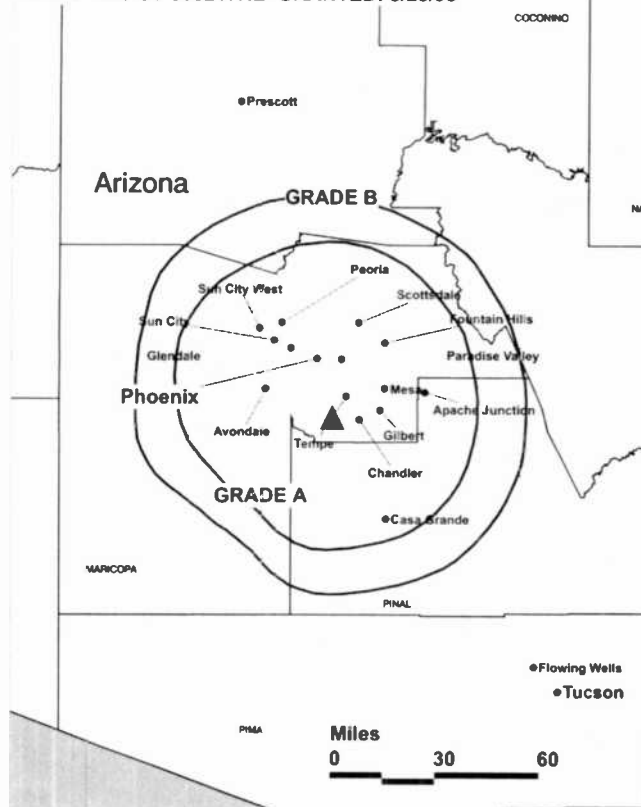 GRANTED:
COCONINO
Prescott
Arizona
GRADE B
Peoria
Sun City West
Scottsdale
Sun City
Fountain Hills
Glendale
Paradise Valley
Phoenix
Mesa
Apache Junction
Avondale
Tempe
Gilbert
Chandler
GRADE A
Casa Grande
MARICOPA
PINAL
Flowing Wells
Tucson
PIMA
Miles
0 30 60